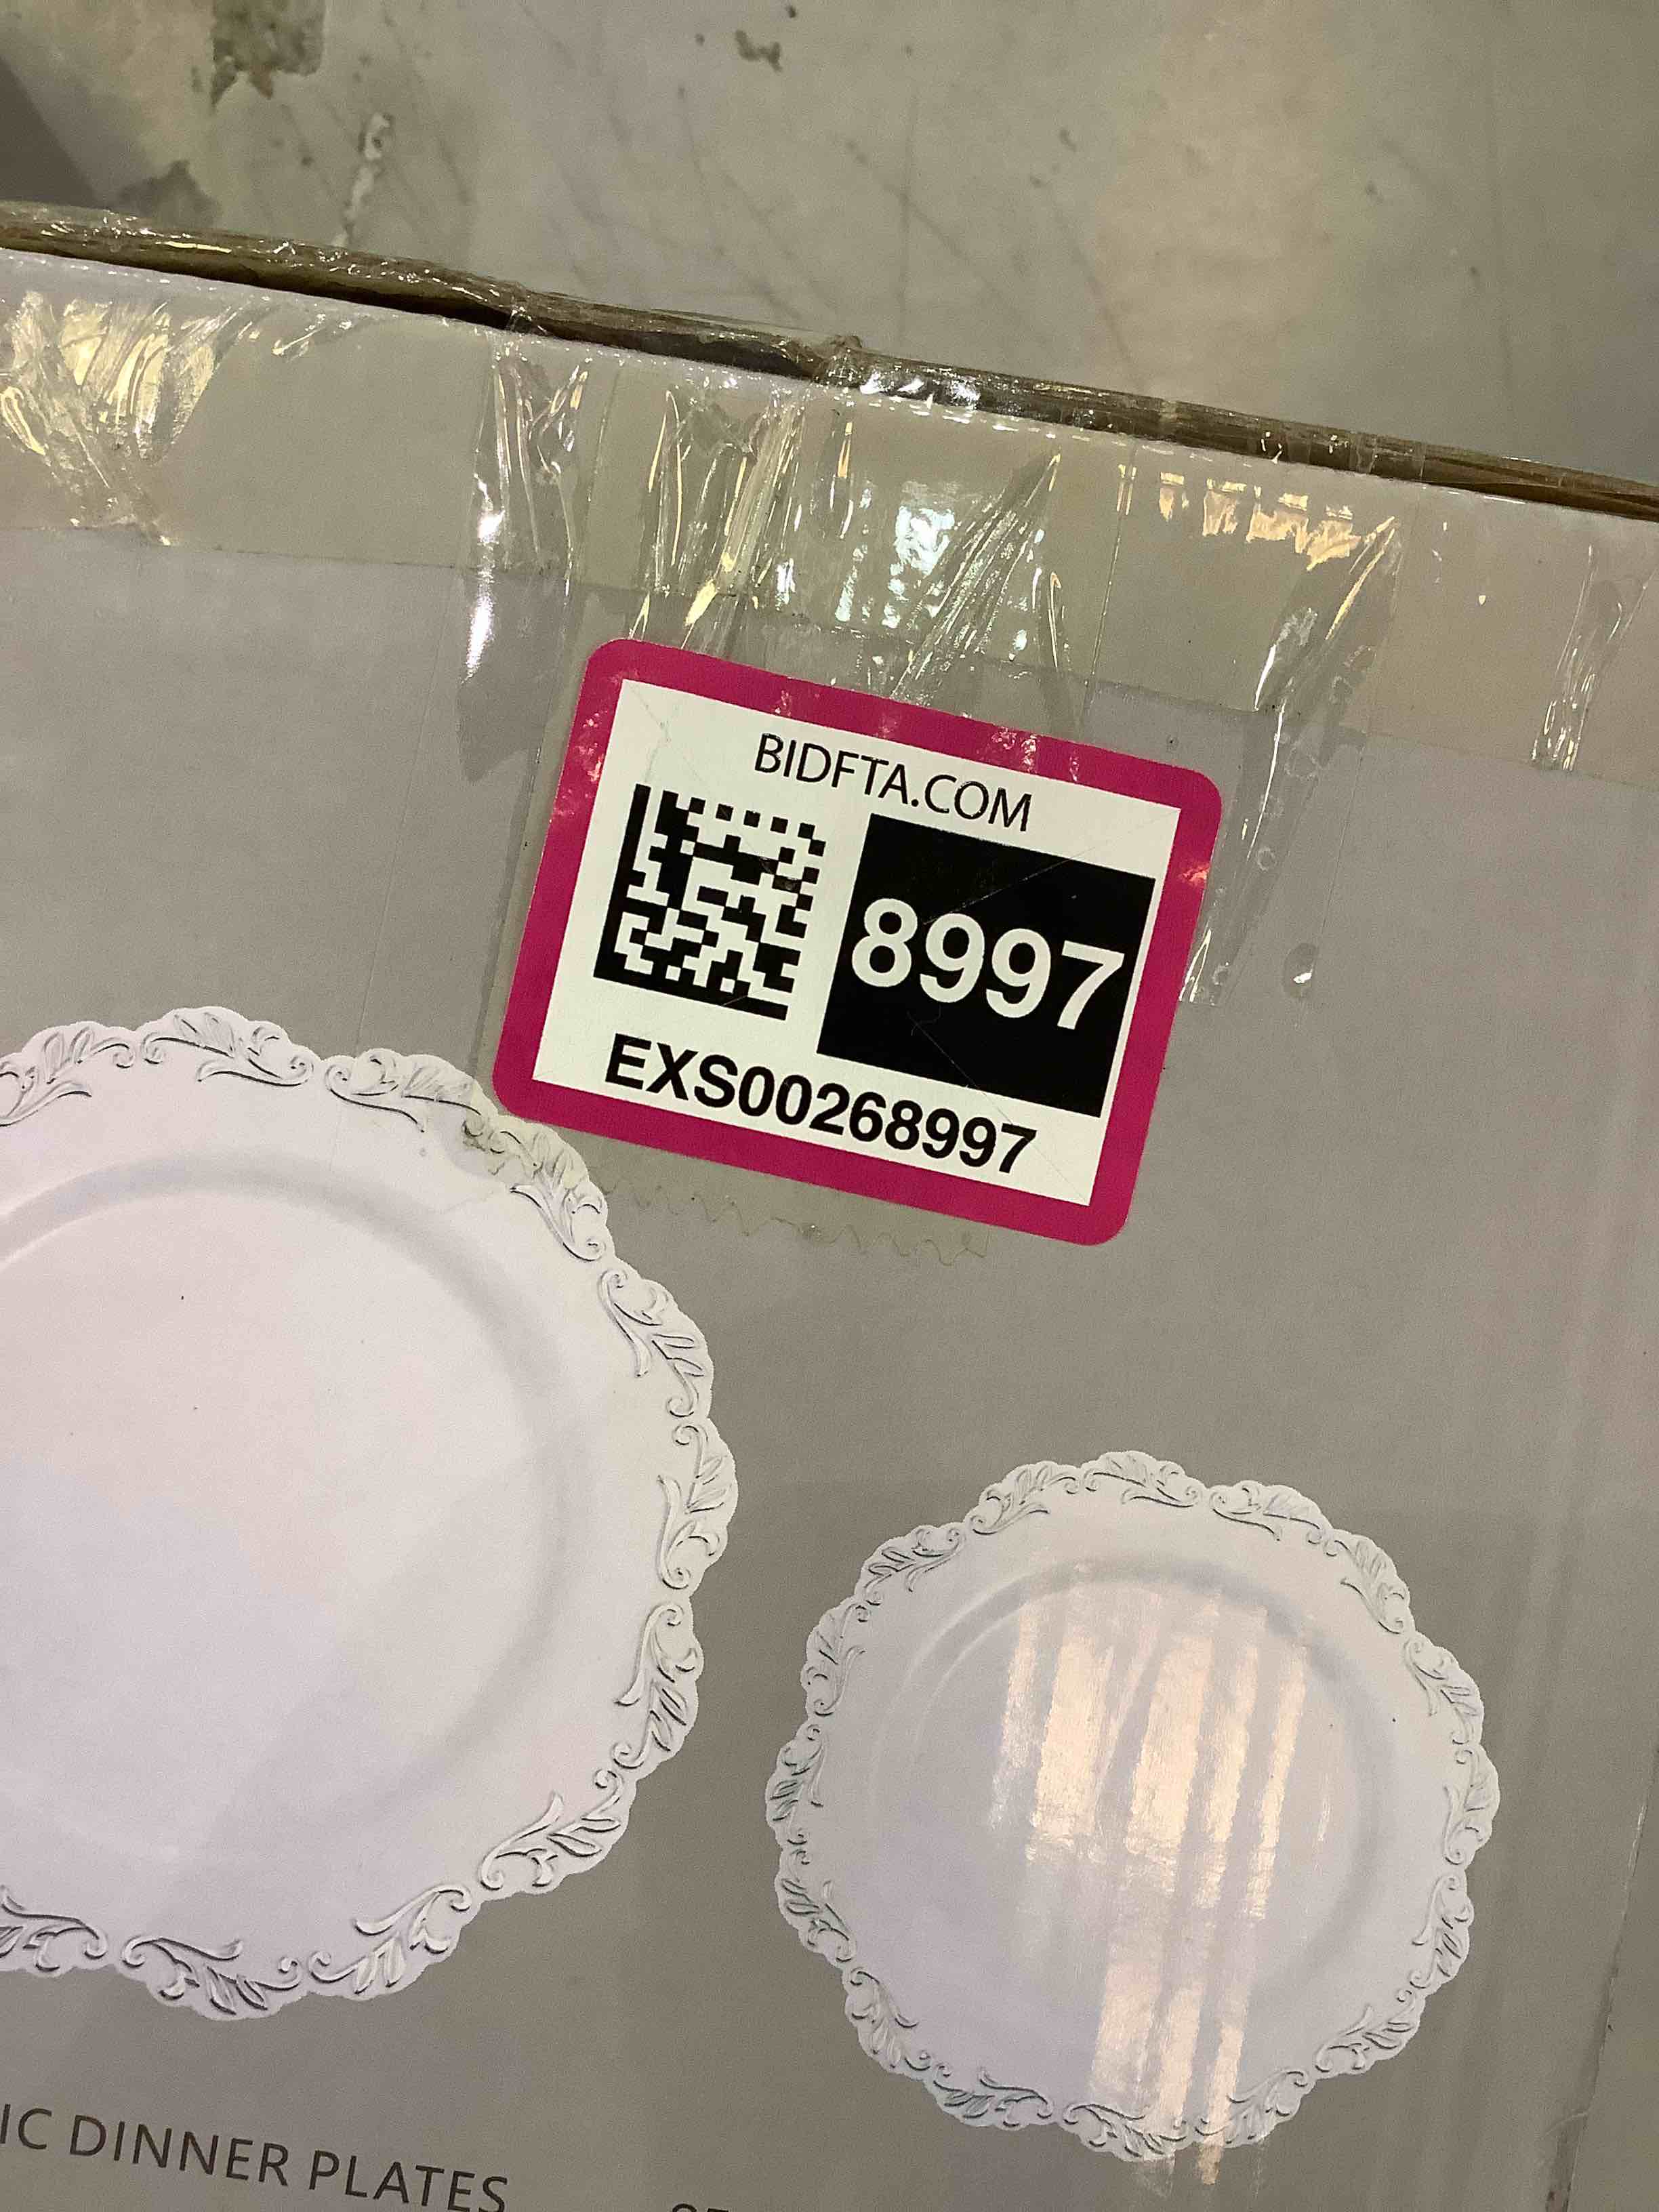 BIDFTA.COM
8997
EXS00268997
IC DINNER PLATES